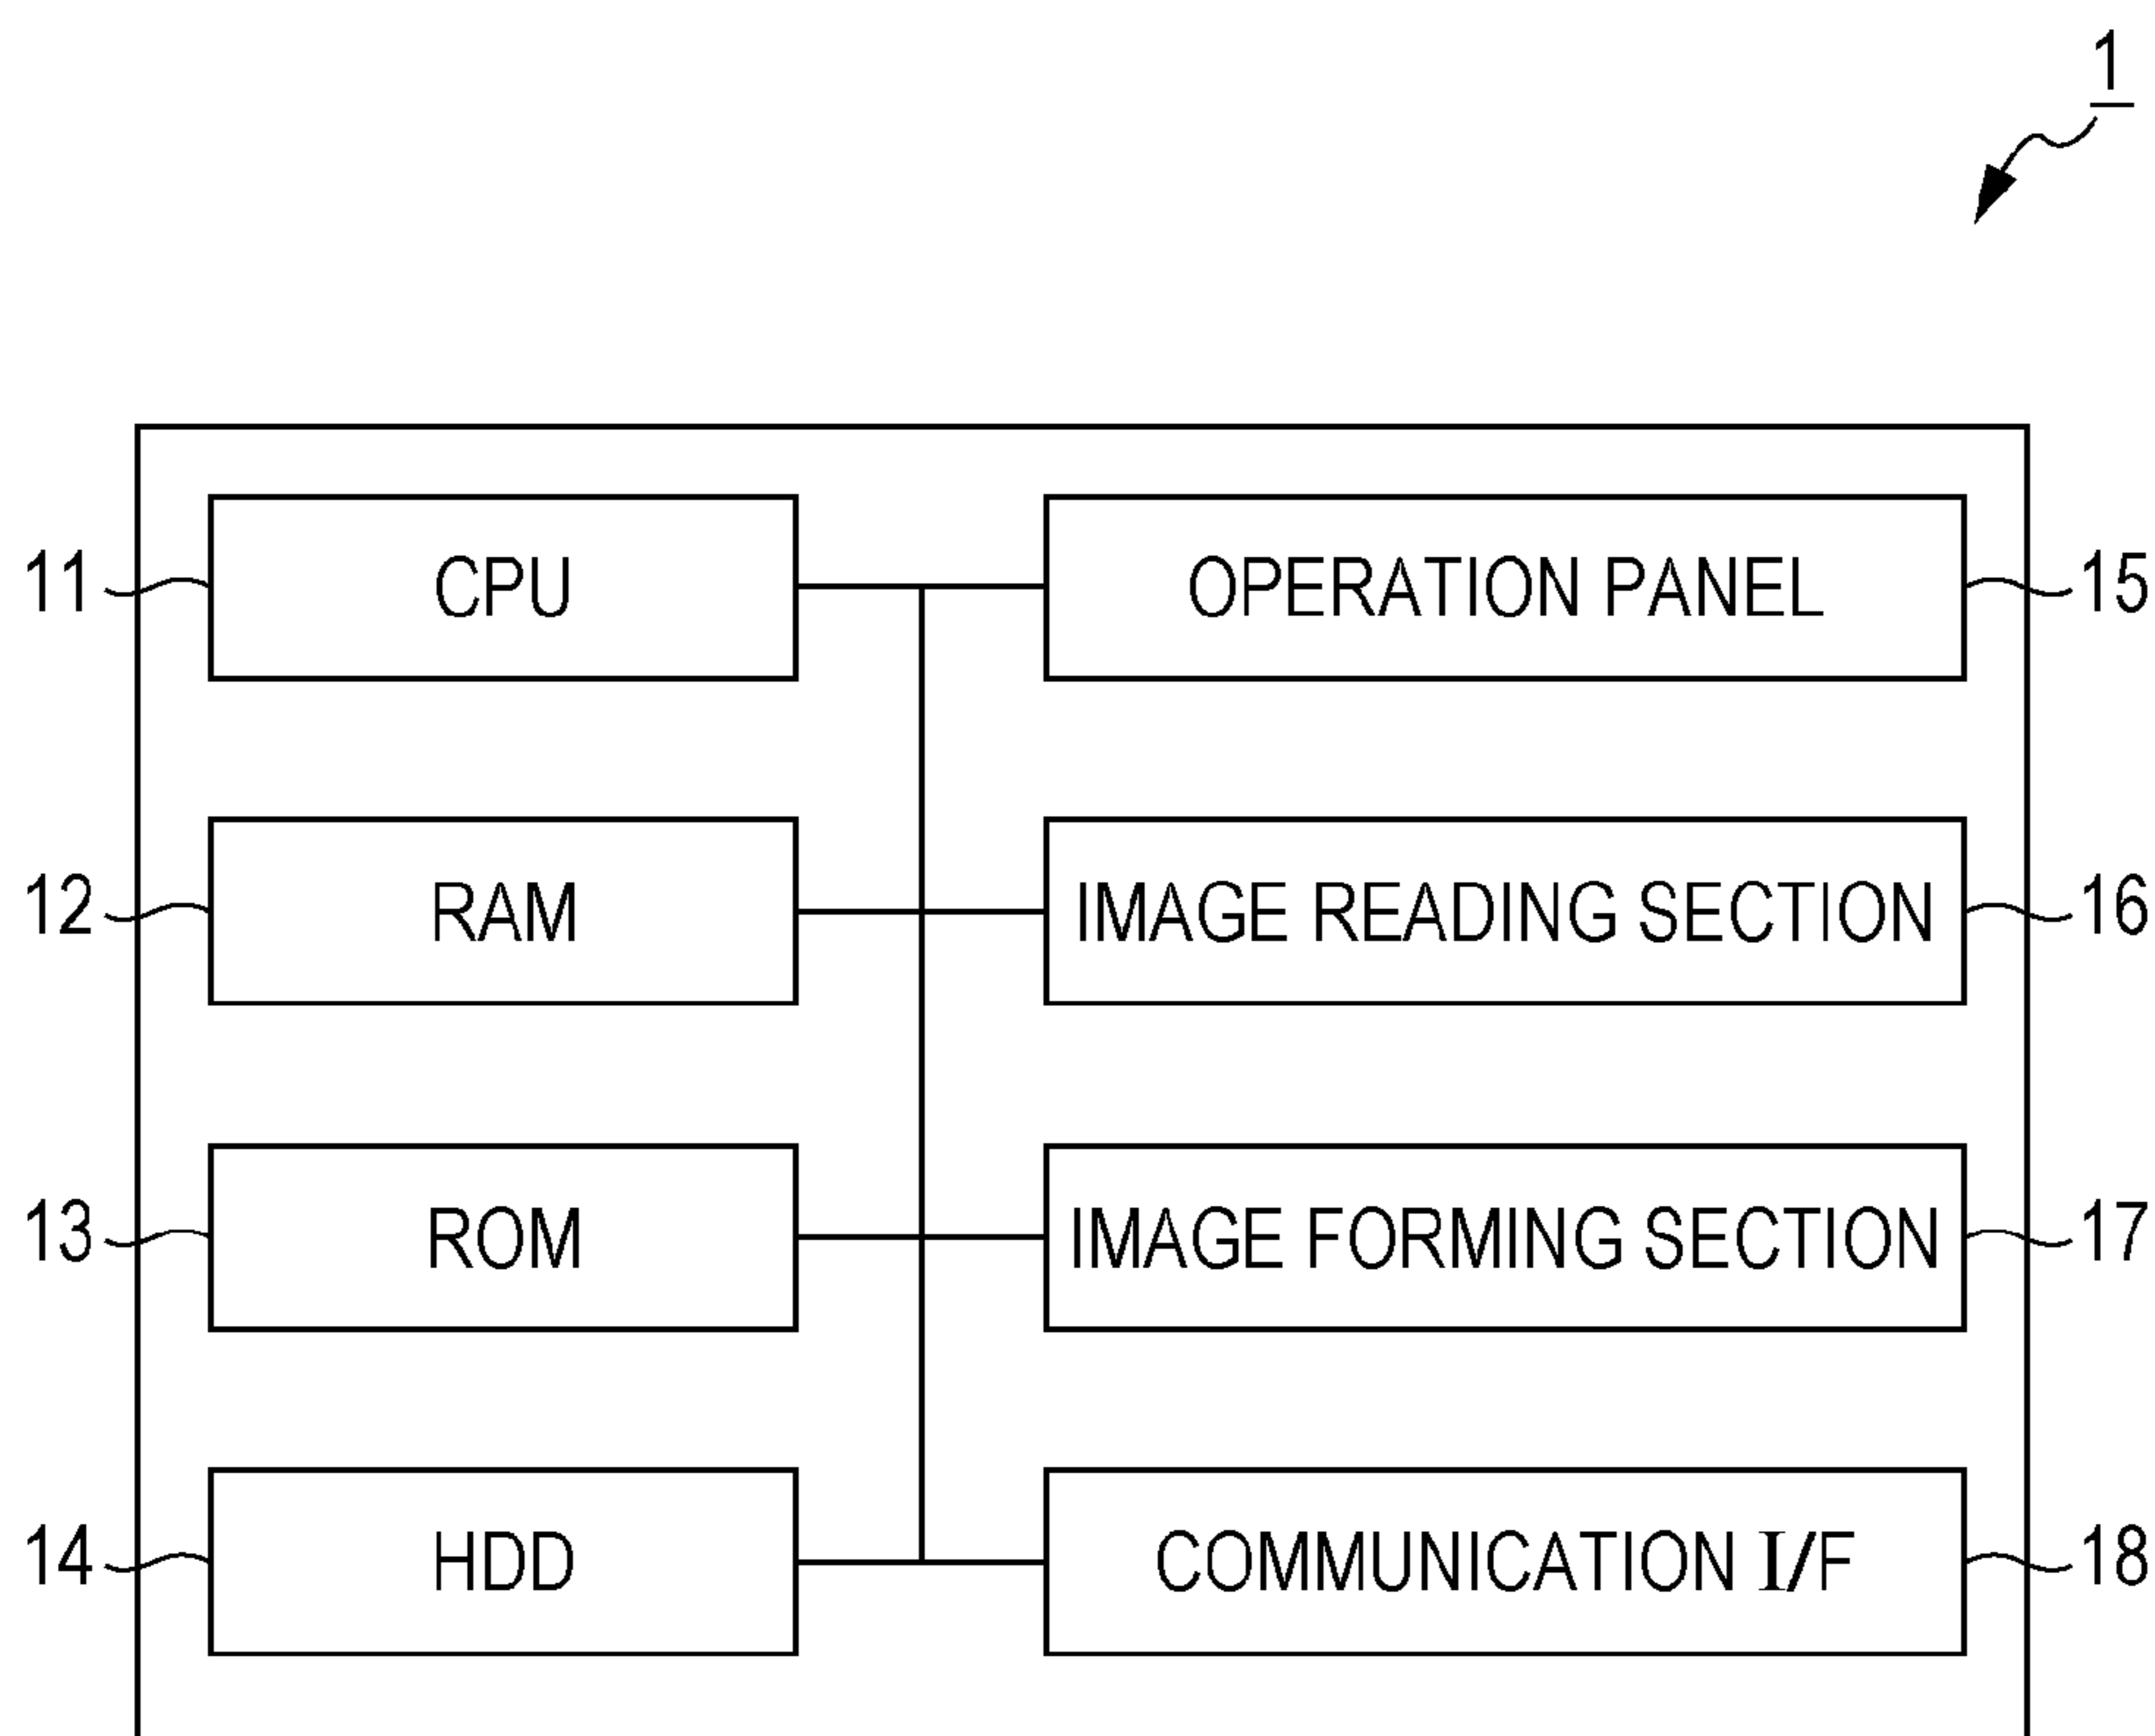 1
11 CPU OPERATION PANEL 15
12 RAM IMAGE READING SECTION 16
13 ROM IMAGE FORMING SECTION 17
14 HDD COMMUNICATION I/F 18